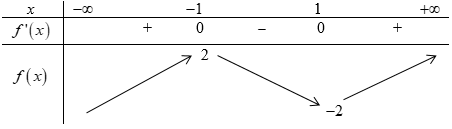 x −∞ −1 1 +∞
f'(x) + 0 − 0 +
2
f(x)
−2